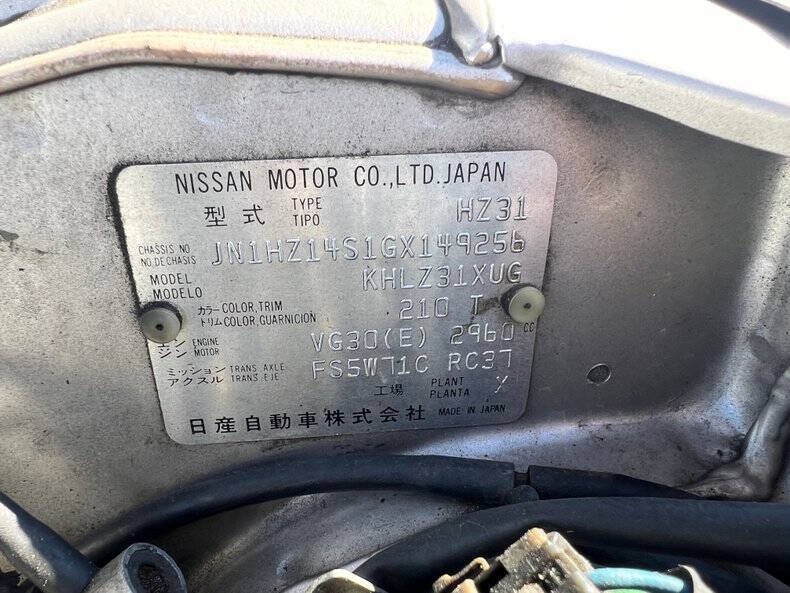 NISSAN MOTOR CO.,LTD.JAPAN
型式 TYPE TIPO HZ31
CHASSIS NO NO.DE CHASIS JN1HZ14S1GX149256
MODEL MODELO KHLZ31XUG
カラー COLOR,TRIM トリム COLOR,GUARNICION 210 T
エンジン ENGINE MOTOR VG30(E) 2960 CC
ミッション TRANS AXLE アクスル TRANS EJE FS5W71C RC37
工場 PLANT PLANTA Y
日産自動車株式会社 MADE IN JAPAN